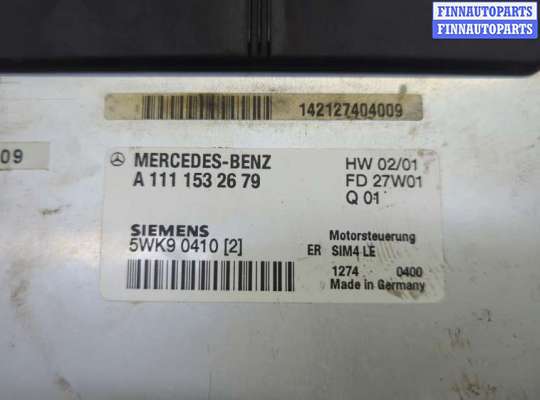 FINNAUTOPARTS
FINNAUTOPARTS
142127404009
09
MERCEDES-BENZ
HW 02/01
A 111 153 26 79
FD 27W01
Q 01
SIEMENS
Motorsteuerung
5WK9 0410 [2]
ER SIM4 LE
1274 0400
Made in Germany